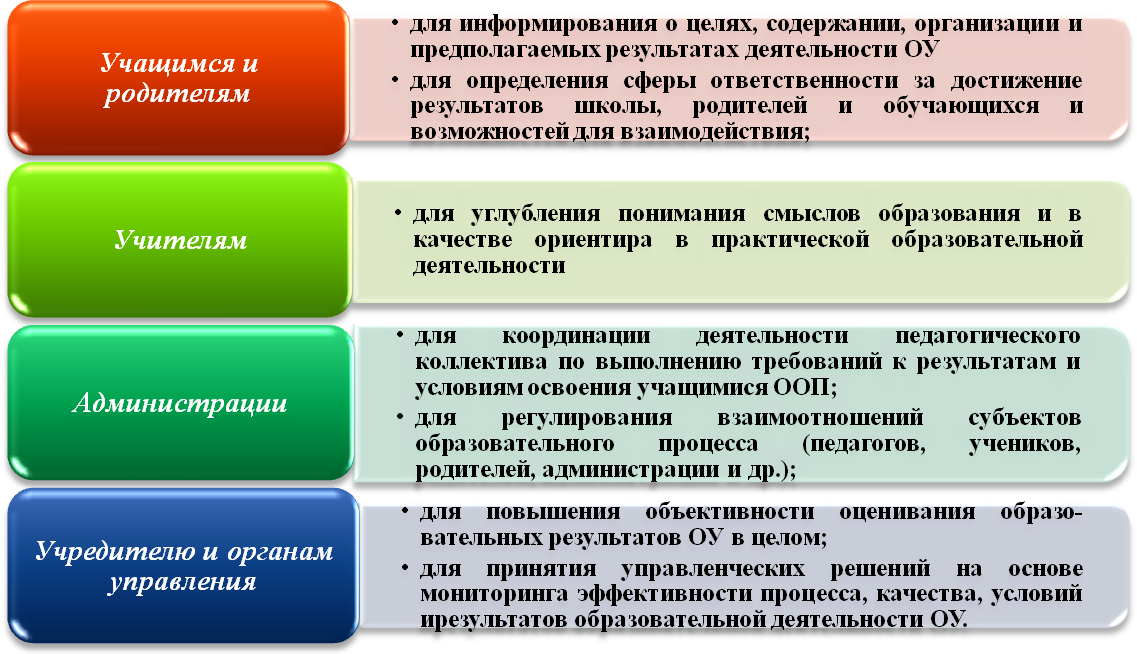 Учащимся и
родителям
• для информирования о целях, содержании, организации и
предполагаемых результатах деятельности ОУ
• для определения сферы ответственности за достижение
результатов школы, родителей и обучающихся и
возможностей для взаимодействия;
Учителям
• для углубления понимания смыслов образования и в
качестве ориентира в практической образовательной
деятельности
Администрации
• для координации деятельности педагогического
коллектива по выполнению требований к результатам и
условиям освоения учащимися ООП;
• для регулирования взаимоотношений субъектов
образовательного процесса (педагогов, учеников,
родителей, администрации и др.);
Учредителю и органам
управления
• для повышения объективности оценивания образо-
вательных результатов ОУ в целом;
• для принятия управленческих решений на основе
мониторинга эффективности процесса, качества, условий
ирезультатов образовательной деятельности ОУ.